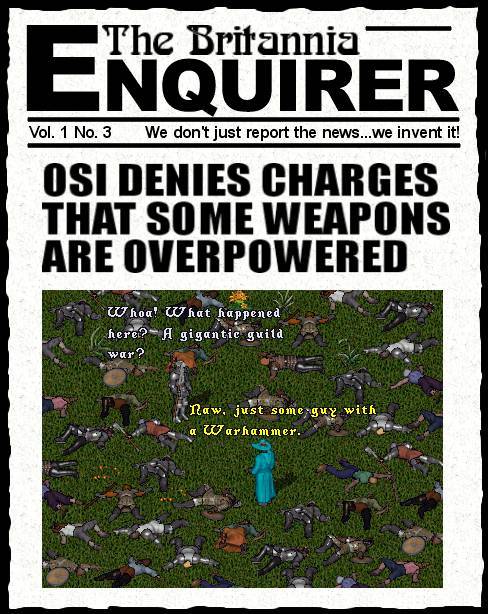 The Britannia
ENQUIRER
Vol. 1 No. 3 We don't just report the news...we invent it!
OSI DENIES CHARGES
THAT SOME WEAPONS
ARE OVERPOWERED
Whoa! What happened
here? A gigantic guild
war?
Naw, just some guy with
a Warhammer.